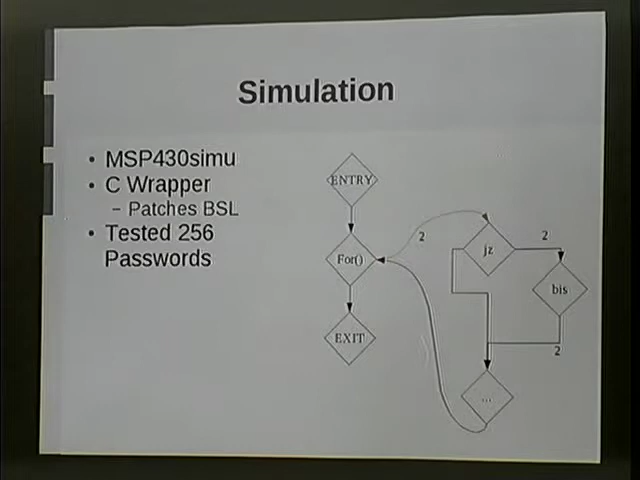 Simulation
• MSP430simu
• C Wrapper
– Patches BSL
• Tested 256
Passwords
ENTRY
For()
EXIT
2
jz
2
bis
2
...